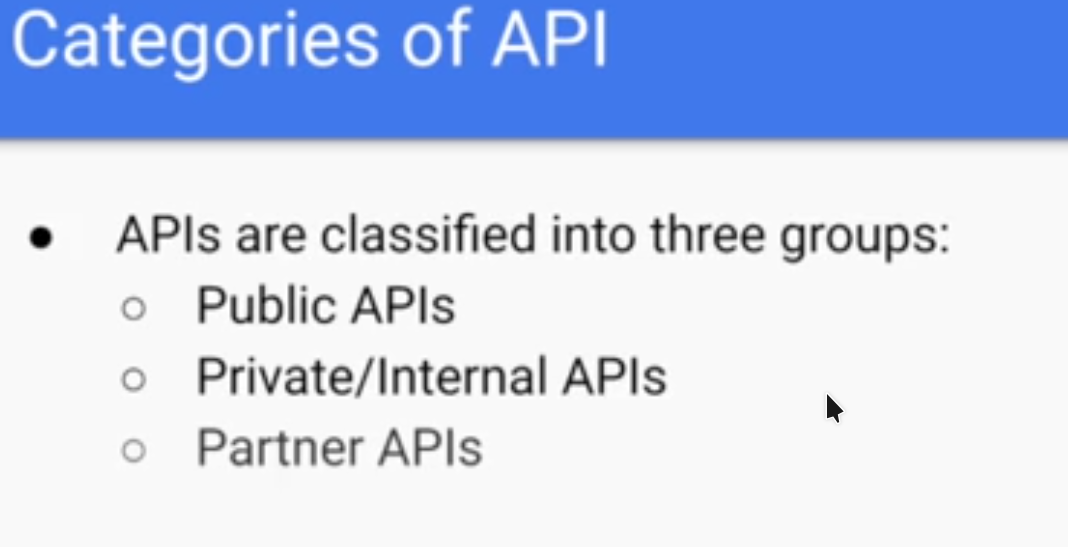 Categories of API
● APIs are classified into three groups:
○ Public APIs
○ Private/Internal APIs
○ Partner APIs